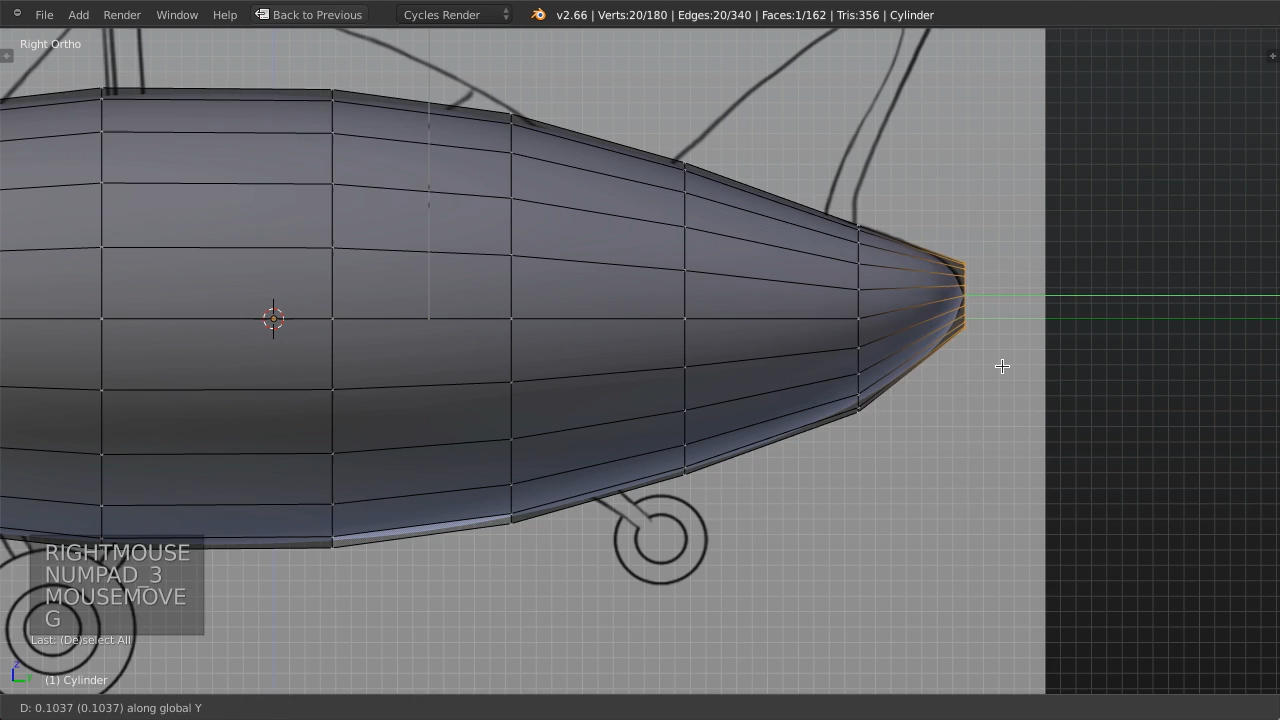 File Add Render Window Help Back to Previous Cycles Render v2.66 | Verts:20/180 | Edges:20/340 | Faces:1/162 | Tris:356 | Cylinder
Right Ortho
RIGHTMOUSE
NUMPAD_3
MOUSEMOVE
G
Last: (De)select All
Z
Y
(1) Cylinder
D: 0.1037 (0.1037) along global Y